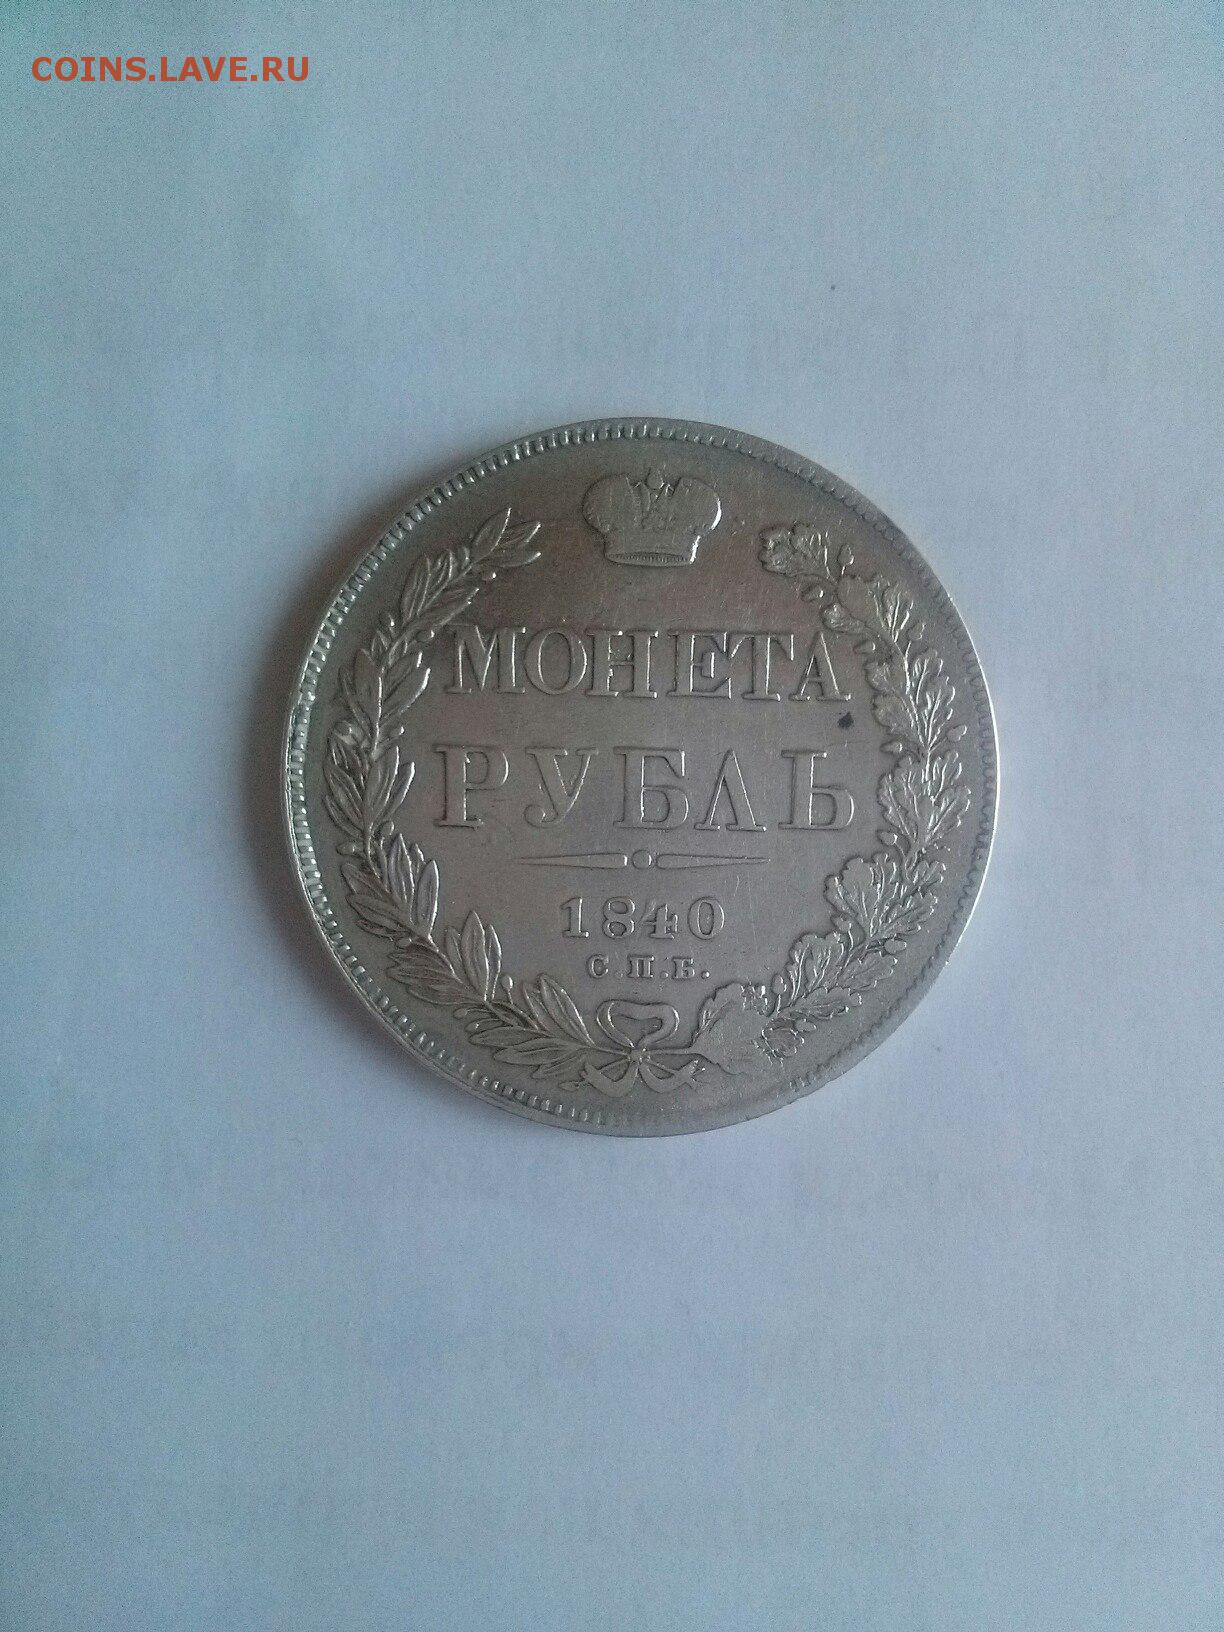 COINS.LAVE.RU
МОНЕТА
РУБЛЬ
1840
С.П.Б.